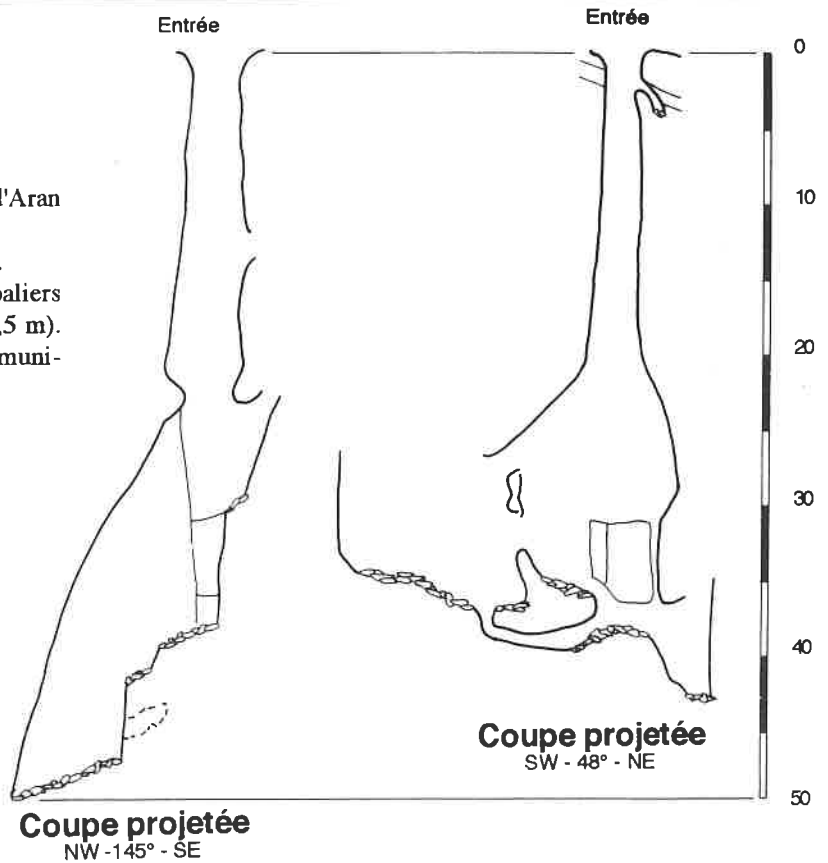 Entrée
Entrée
0
l'Aran
10
.
paliers
,5 m).
muni-
20
30
40
Coupe projetée
SW - 48° - NE
50
Coupe projetée
NW -145° - SE